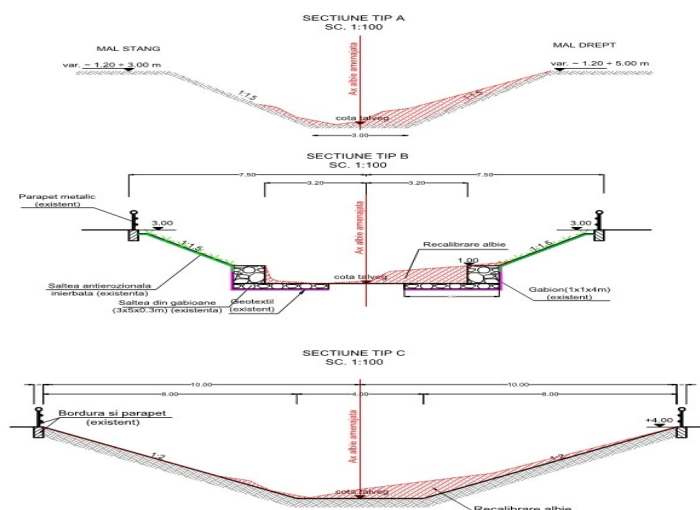 SECTIUNE TIP A
SC. 1:100
MAL STANG
MAL DREPT
var. ~ 1.20 ÷ 3.00 m
var. ~ 1.20 ÷ 5.00 m
Ax albie amenajata
1:1.5
1:1.5
cota talveg
3.00
SECTIUNE TIP B
SC. 1:100
7.50
7.50
3.20
3.20
Parapet metalic
(existent)
Ax albie amenajata
3.00
3.00
1:1.5
1:1.5
Recalibrare albie
1.00
cota talveg
Saltea antierozionala
inierbata (existenta)
Saltea din gabioane
(3x5x0.3m) (existenta)
Geotextil
(existent)
Gabion(1x1x4m)
(existent)
SECTIUNE TIP C
SC. 1:100
10.00
10.00
8.00
4.00
8.00
Bordura si parapet
(existent)
Ax albie amenajata
+4.00
1:2
1:2
cota talveg
Recalibrare albie